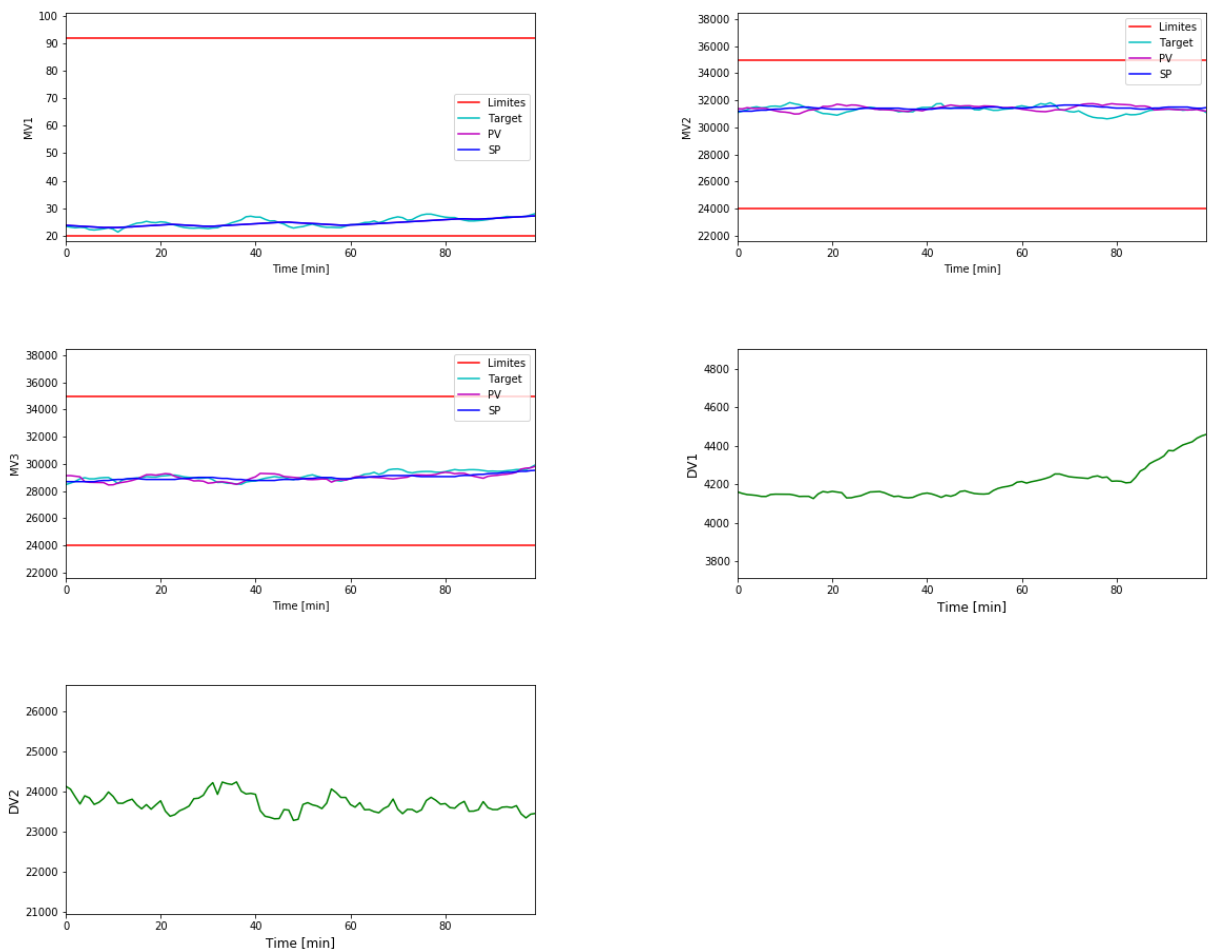 100
90
80
70
60
50
40
30
20
MV1
0 20 40 60 80
Time [min]
Limites
Target
PV
SP
38000
36000
34000
32000
30000
28000
26000
24000
22000
MV2
0 20 40 60 80
Time [min]
Limites
Target
PV
SP
38000
36000
34000
32000
30000
28000
26000
24000
22000
MV3
0 20 40 60 80
Time [min]
Limites
Target
PV
SP
4800
4600
4400
4200
4000
3800
DV1
0 20 40 60 80
Time [min]
26000
25000
24000
23000
22000
21000
DV2
0 20 40 60 80
Time [min]